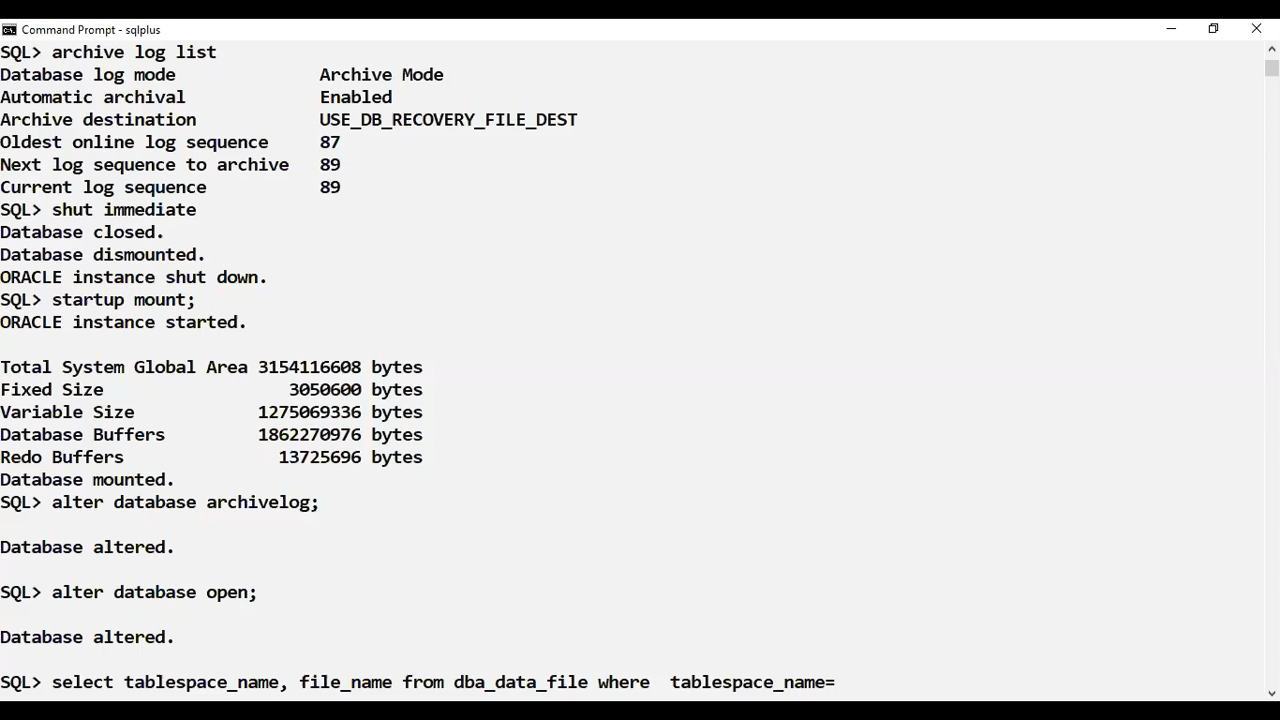 Command Prompt - sqlplus
SQL> archive log list
Database log mode              Archive Mode
Automatic archival             Enabled
Archive destination            USE_DB_RECOVERY_FILE_DEST
Oldest online log sequence     87
Next log sequence to archive   89
Current log sequence           89
SQL> shut immediate
Database closed.
Database dismounted.
ORACLE instance shut down.
SQL> startup mount;
ORACLE instance started.

Total System Global Area 3154116608 bytes
Fixed Size                  3050600 bytes
Variable Size            1275069336 bytes
Database Buffers         1862270976 bytes
Redo Buffers               13725696 bytes
Database mounted.
SQL> alter database archivelog;

Database altered.

SQL> alter database open;

Database altered.

SQL> select tablespace_name, file_name from dba_data_file where  tablespace_name=